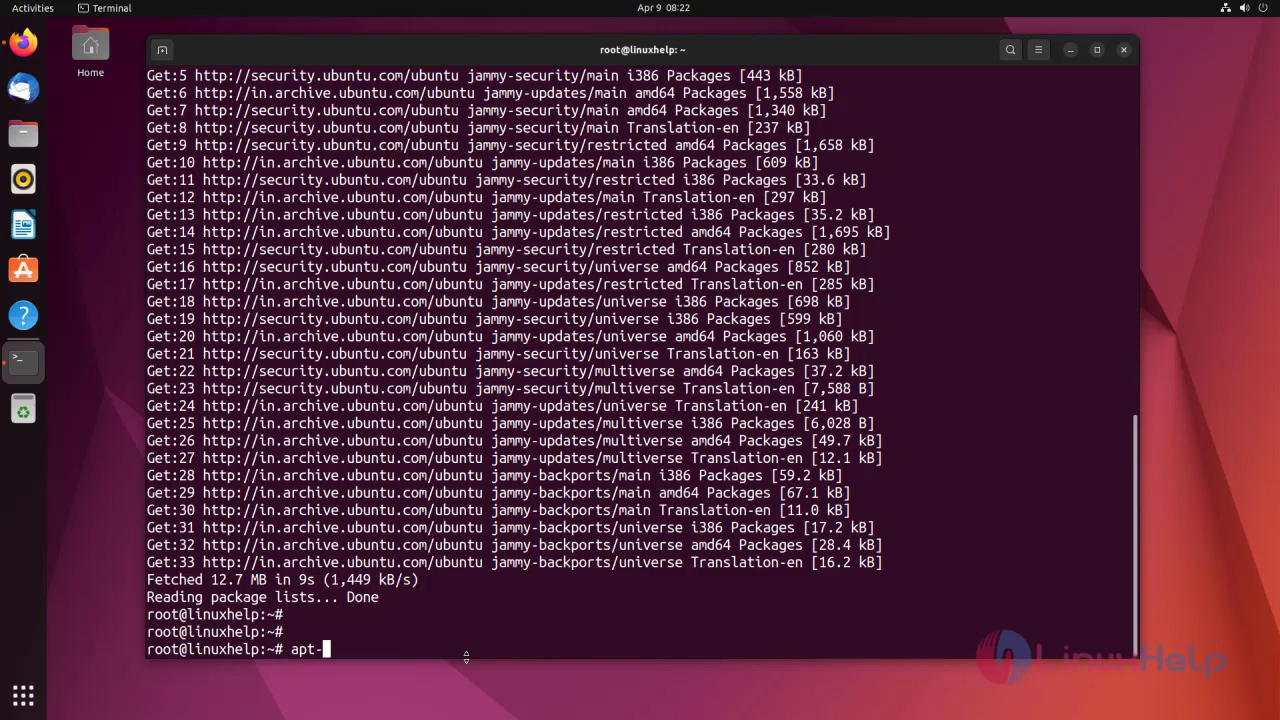 Activities
Terminal
Apr 9 08:22
Home
root@linuxhelp: ~
Get:5 http://security.ubuntu.com/ubuntu jammy-security/main i386 Packages [443 kB]
Get:6 http://in.archive.ubuntu.com/ubuntu jammy-updates/main amd64 Packages [1,558 kB]
Get:7 http://security.ubuntu.com/ubuntu jammy-security/main amd64 Packages [1,340 kB]
Get:8 http://security.ubuntu.com/ubuntu jammy-security/main Translation-en [237 kB]
Get:9 http://security.ubuntu.com/ubuntu jammy-security/restricted amd64 Packages [1,658 kB]
Get:10 http://in.archive.ubuntu.com/ubuntu jammy-updates/main i386 Packages [609 kB]
Get:11 http://security.ubuntu.com/ubuntu jammy-security/restricted i386 Packages [33.6 kB]
Get:12 http://in.archive.ubuntu.com/ubuntu jammy-updates/main Translation-en [297 kB]
Get:13 http://in.archive.ubuntu.com/ubuntu jammy-updates/restricted i386 Packages [35.2 kB]
Get:14 http://in.archive.ubuntu.com/ubuntu jammy-updates/restricted amd64 Packages [1,695 kB]
Get:15 http://security.ubuntu.com/ubuntu jammy-security/restricted Translation-en [280 kB]
Get:16 http://security.ubuntu.com/ubuntu jammy-security/universe amd64 Packages [852 kB]
Get:17 http://in.archive.ubuntu.com/ubuntu jammy-updates/restricted Translation-en [285 kB]
Get:18 http://in.archive.ubuntu.com/ubuntu jammy-updates/universe i386 Packages [698 kB]
Get:19 http://security.ubuntu.com/ubuntu jammy-security/universe i386 Packages [599 kB]
Get:20 http://in.archive.ubuntu.com/ubuntu jammy-updates/universe amd64 Packages [1,060 kB]
Get:21 http://security.ubuntu.com/ubuntu jammy-security/universe Translation-en [163 kB]
Get:22 http://security.ubuntu.com/ubuntu jammy-security/multiverse amd64 Packages [37.2 kB]
Get:23 http://security.ubuntu.com/ubuntu jammy-security/multiverse Translation-en [7,588 B]
Get:24 http://in.archive.ubuntu.com/ubuntu jammy-updates/universe Translation-en [241 kB]
Get:25 http://in.archive.ubuntu.com/ubuntu jammy-updates/multiverse i386 Packages [6,028 B]
Get:26 http://in.archive.ubuntu.com/ubuntu jammy-updates/multiverse amd64 Packages [49.7 kB]
Get:27 http://in.archive.ubuntu.com/ubuntu jammy-updates/multiverse Translation-en [12.1 kB]
Get:28 http://in.archive.ubuntu.com/ubuntu jammy-backports/main i386 Packages [59.2 kB]
Get:29 http://in.archive.ubuntu.com/ubuntu jammy-backports/main amd64 Packages [67.1 kB]
Get:30 http://in.archive.ubuntu.com/ubuntu jammy-backports/main Translation-en [11.0 kB]
Get:31 http://in.archive.ubuntu.com/ubuntu jammy-backports/universe i386 Packages [17.2 kB]
Get:32 http://in.archive.ubuntu.com/ubuntu jammy-backports/universe amd64 Packages [28.4 kB]
Get:33 http://in.archive.ubuntu.com/ubuntu jammy-backports/universe Translation-en [16.2 kB]
Fetched 12.7 MB in 9s (1,449 kB/s)
Reading package lists... Done
root@linuxhelp:~#
root@linuxhelp:~#
root@linuxhelp:~# apt-
LinuxHelp